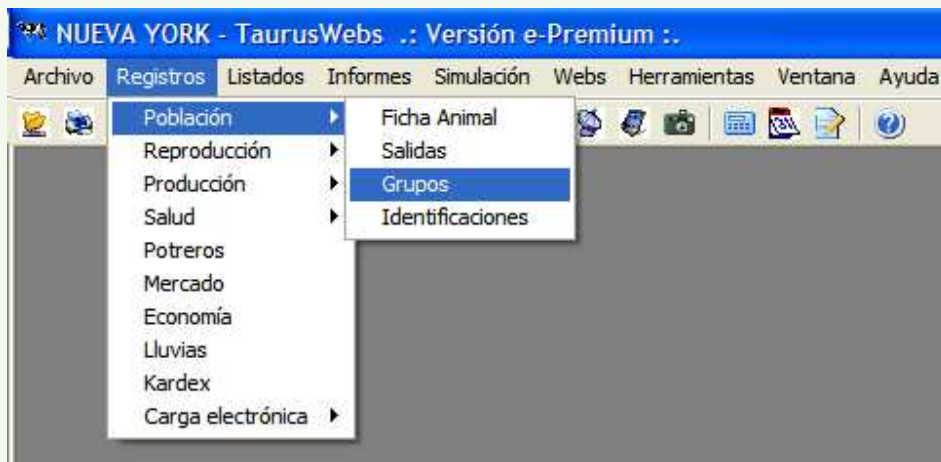 NUEVA YORK - TaurusWebs .: Versión e-Premium :.
Archivo Registros Listados Informes Simulación Webs Herramientas Ventana Ayuda
Población
Reproducción
Producción
Salud
Potreros
Mercado
Economía
Lluvias
Kardex
Carga electrónica
Ficha Animal
Salidas
Grupos
Identificaciones